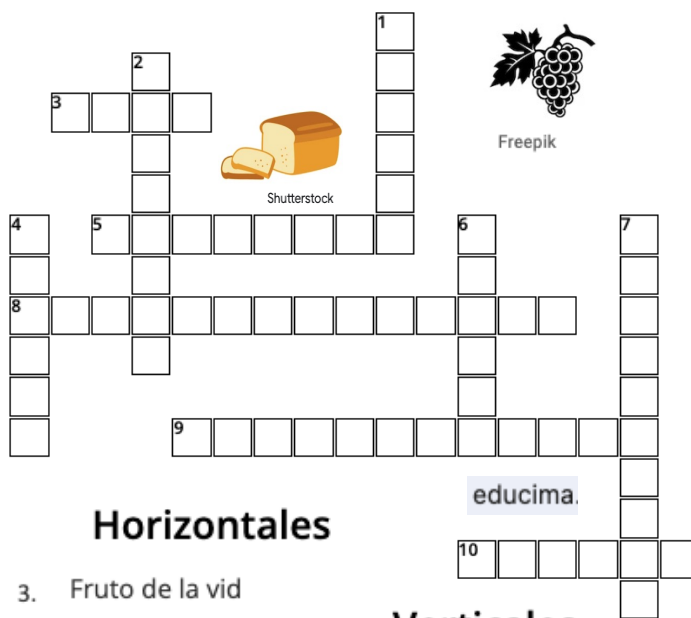 1
2
3
Freepik
Shutterstock
4 5 6 7
8
9
educima.
Horizontales
10
3. Fruto de la vid